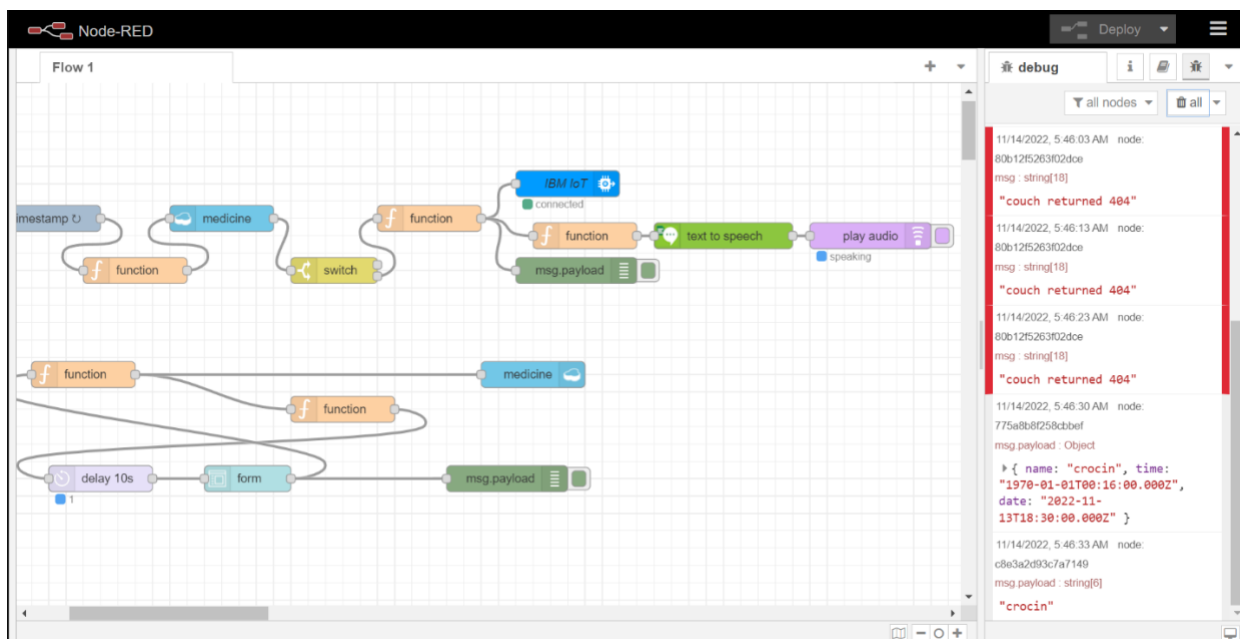 Node-RED
Deploy
Flow 1
debug
i
all nodes
all
IBM IoT
connected
imestamp ↻
medicine
function
function
text to speech
play audio
speaking
function
switch
msg.payload
function
medicine
function
delay 10s
form
msg.payload
1
11/14/2022, 5:46:03 AM node:
80b12f5263f02dce
msg : string[18]
"couch returned 404"
11/14/2022, 5:46:13 AM node:
80b12f5263f02dce
msg : string[18]
"couch returned 404"
11/14/2022, 5:46:23 AM node:
80b12f5263f02dce
msg : string[18]
"couch returned 404"
11/14/2022, 5:46:30 AM node:
775a8b8f258cbbef
msg.payload : Object
{ name: "crocin", time:
"1970-01-01T00:16:00.000Z",
date: "2022-11-
13T18:30:00.000Z" }
11/14/2022, 5:46:33 AM node:
c8e3a2d93c7a7149
msg.payload : string[6]
"crocin"